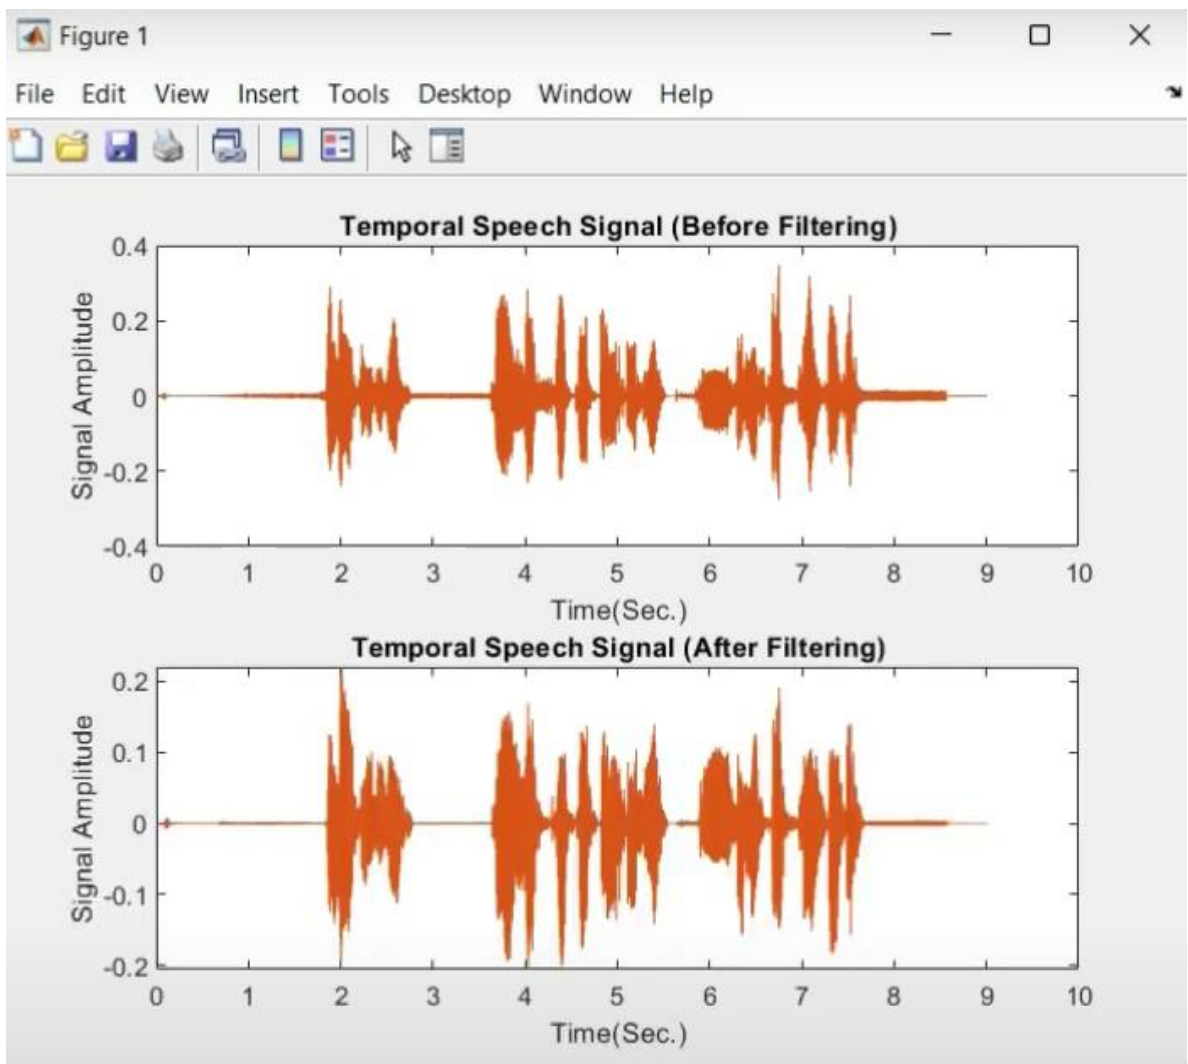 Figure 1
File Edit View Insert Tools Desktop Window Help
Temporal Speech Signal (Before Filtering)
Signal Amplitude
0.4
0.2
0
-0.2
-0.4
0 1 2 3 4 5 6 7 8 9 10
Time(Sec.)
Temporal Speech Signal (After Filtering)
Signal Amplitude
0.2
0.1
0
-0.1
-0.2
0 1 2 3 4 5 6 7 8 9 10
Time(Sec.)